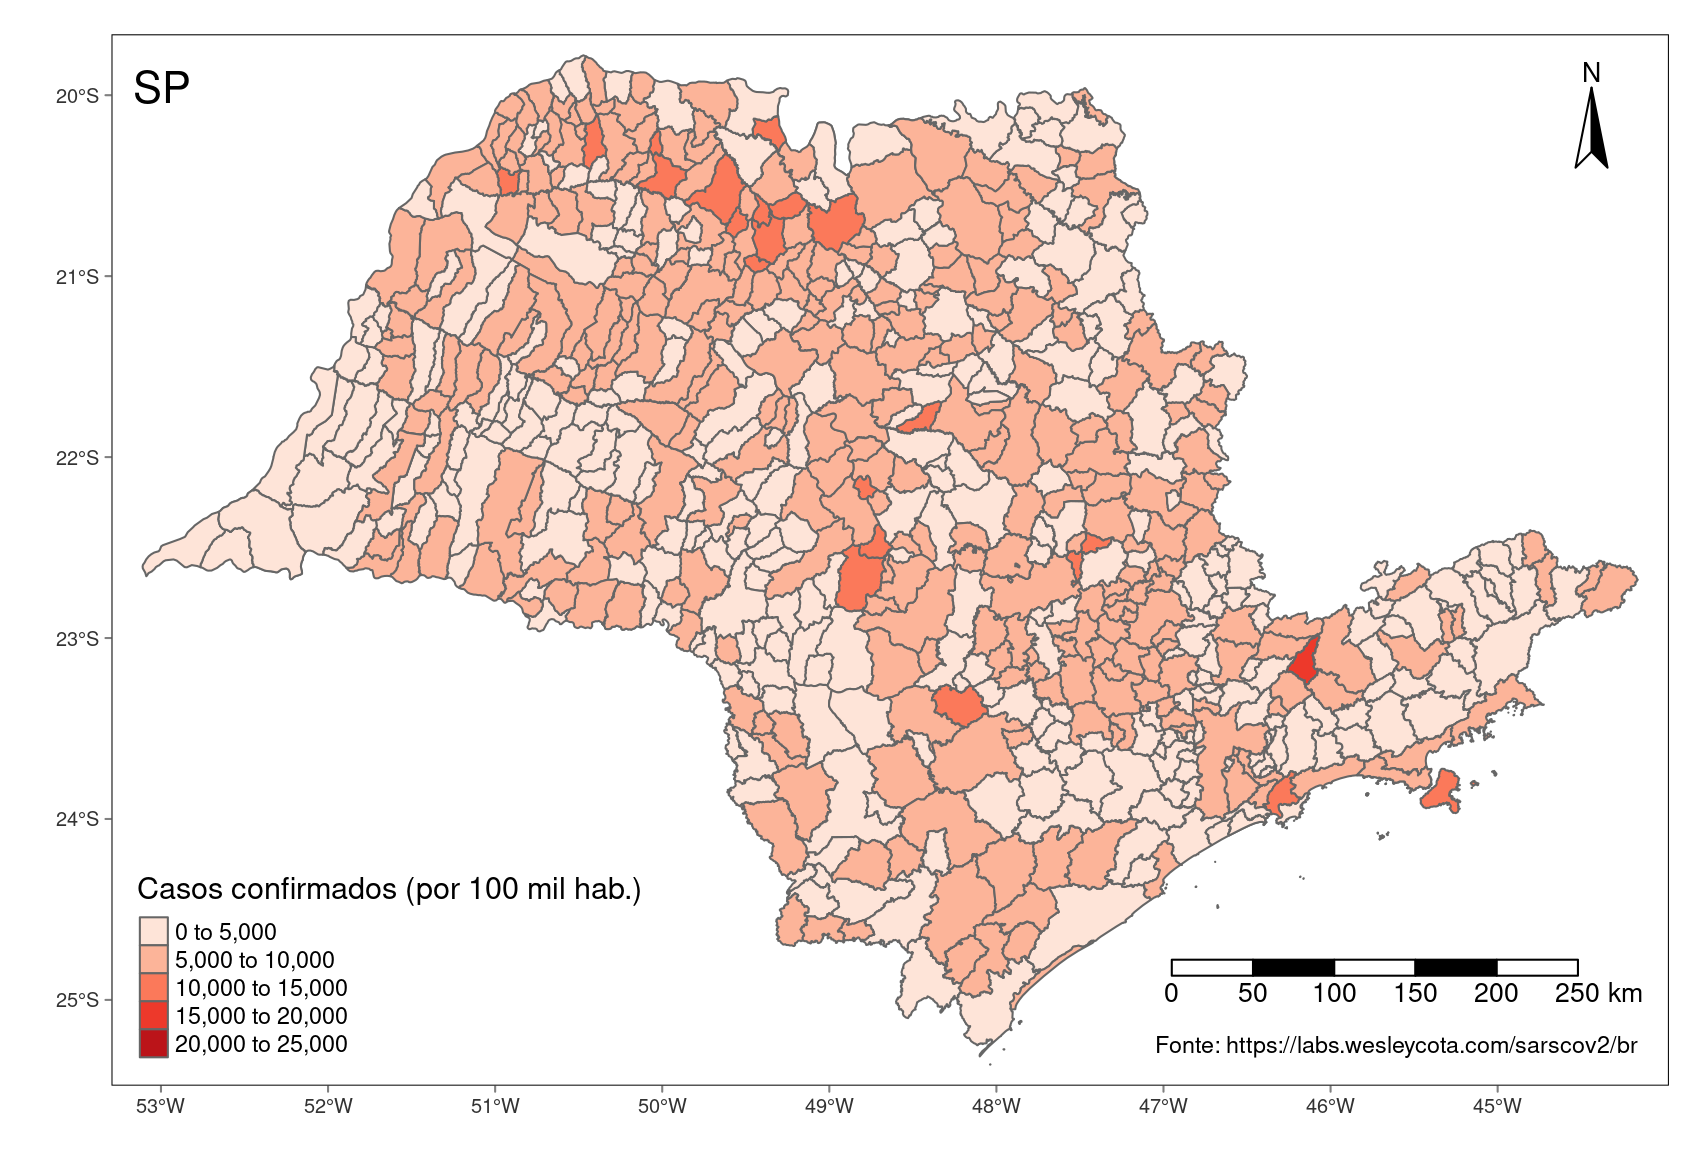 SP
N
20°S
21°S
22°S
23°S
24°S
25°S
Casos confirmados (por 100 mil hab.)
0 to 5,000
5,000 to 10,000
10,000 to 15,000
15,000 to 20,000
20,000 to 25,000
0 50 100 150 200 250 km
Fonte: https://labs.wesleycota.com/sarscov2/br
53°W 52°W 51°W 50°W 49°W 48°W 47°W 46°W 45°W